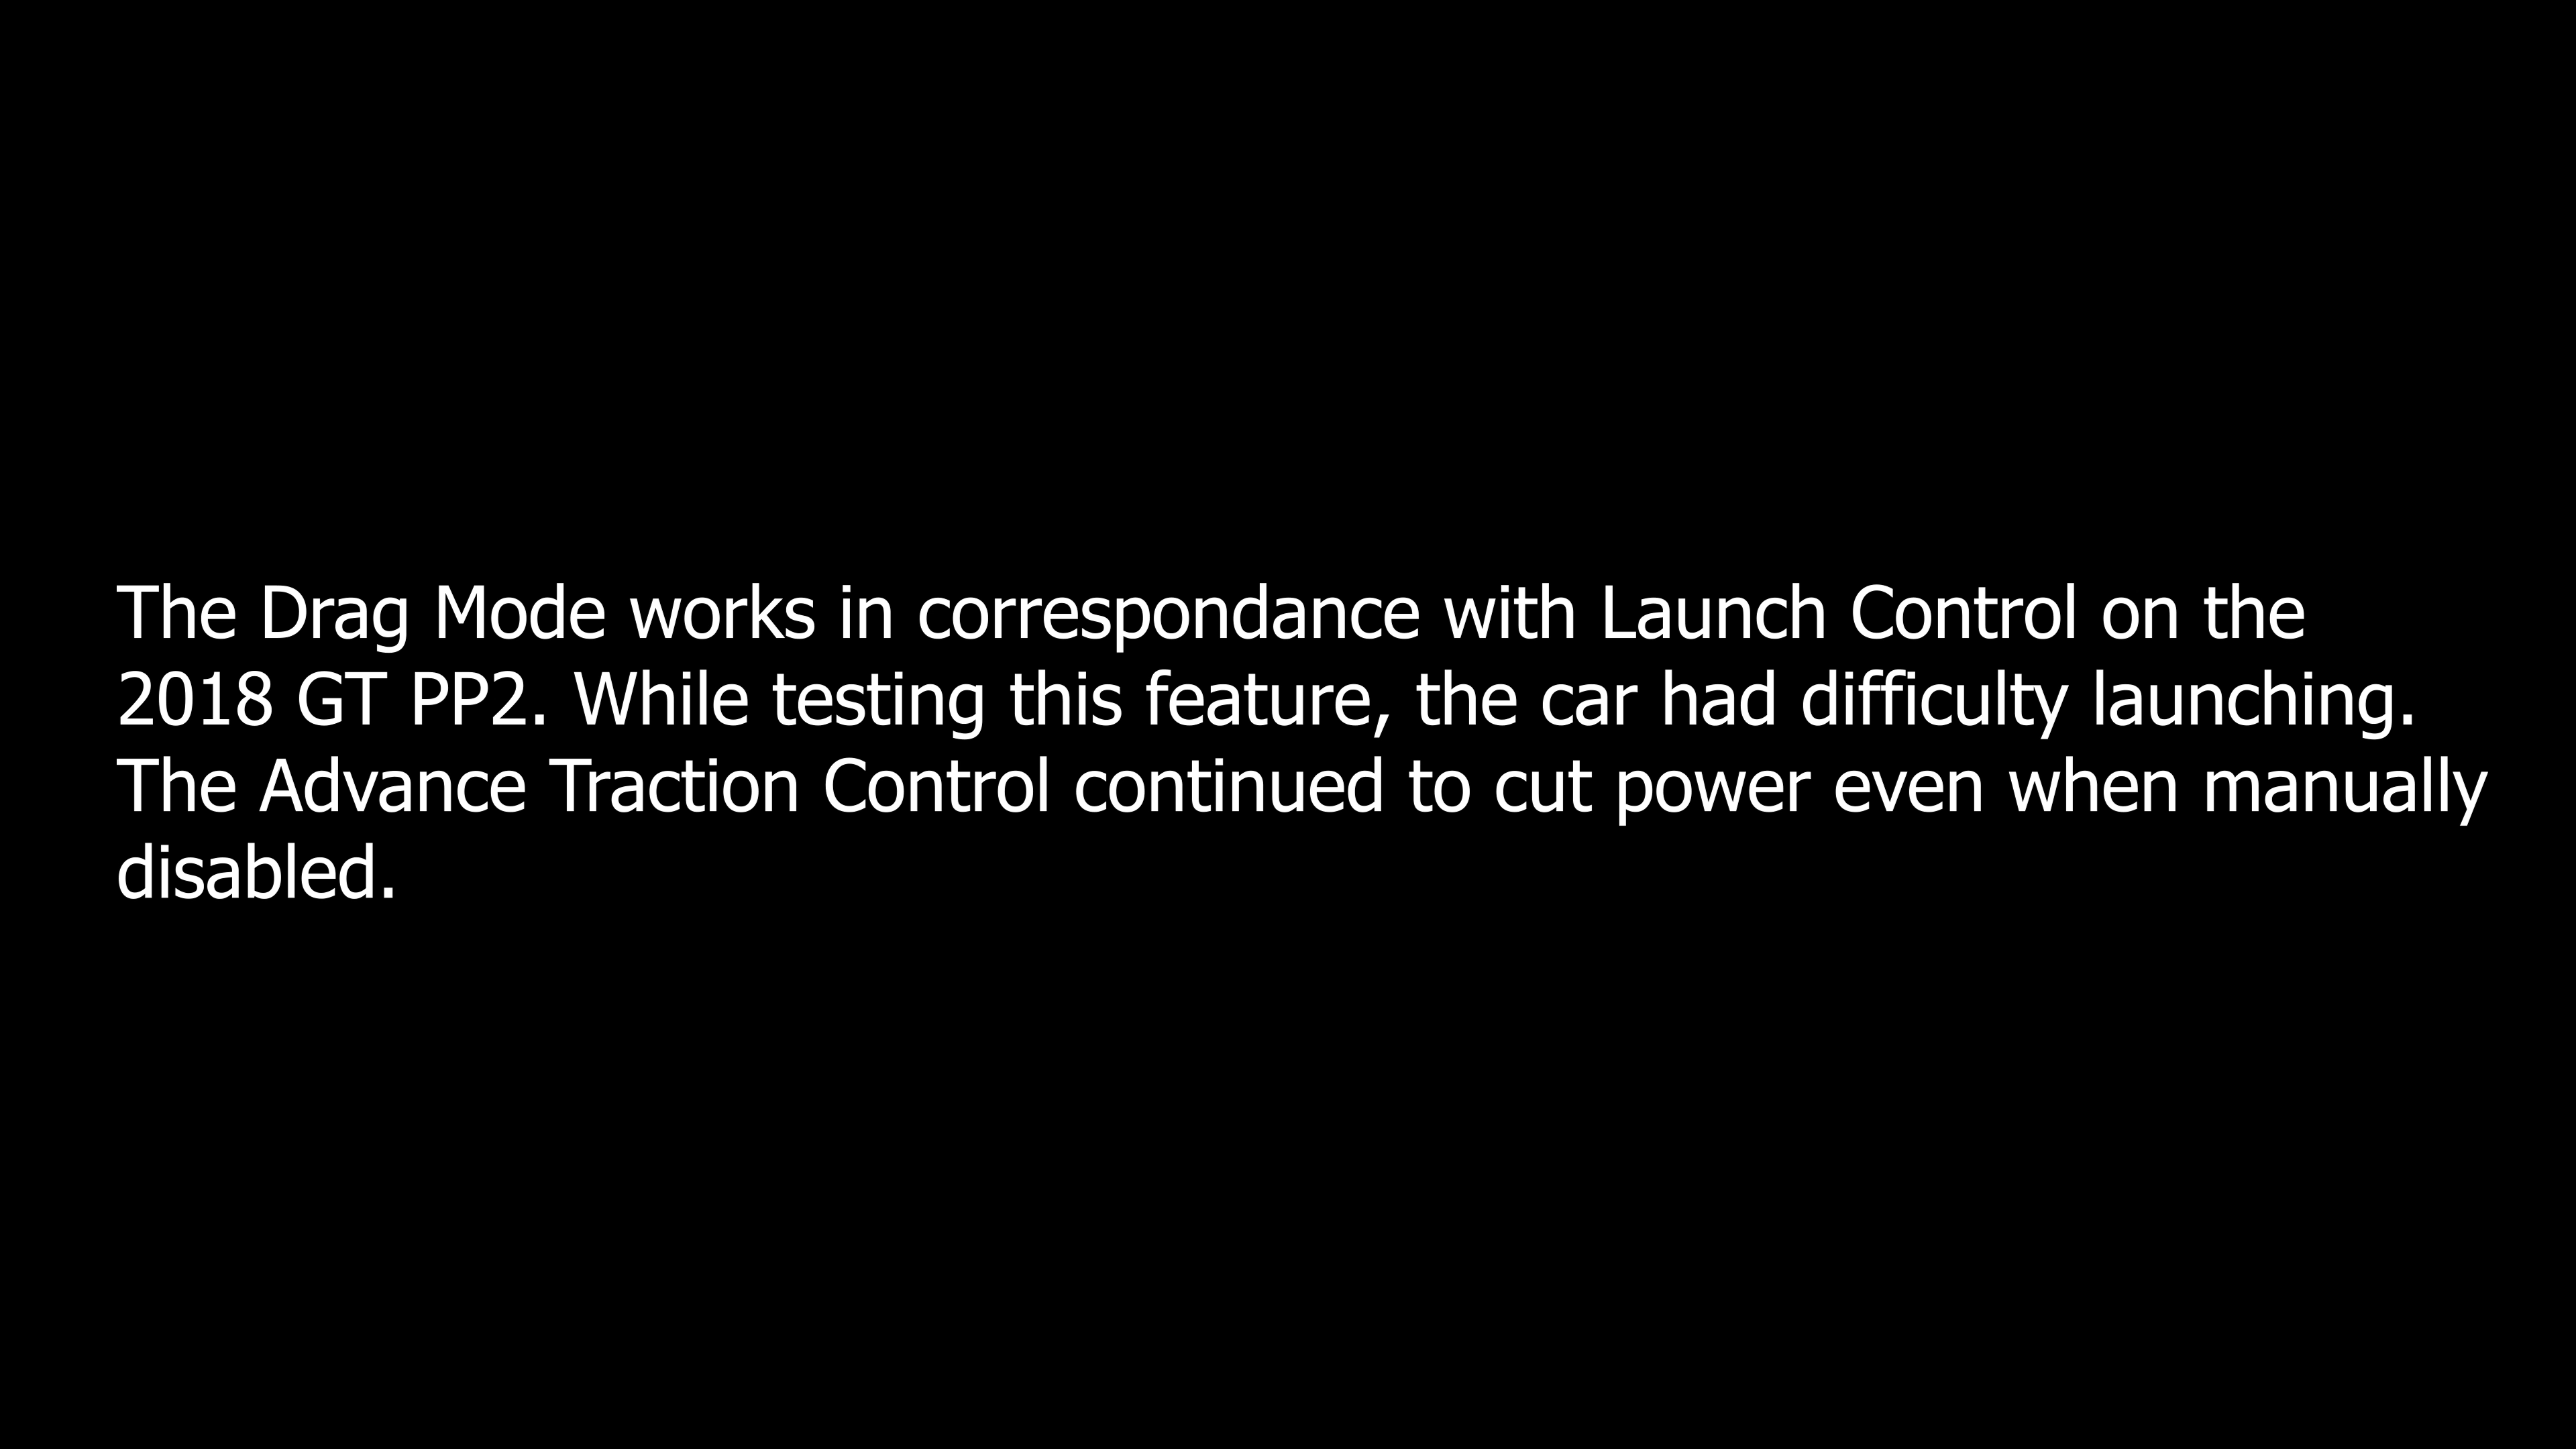 The Drag Mode works in correspondance with Launch Control on the
2018 GT PP2. While testing this feature, the car had difficulty launching.
The Advance Traction Control continued to cut power even when manually
disabled.